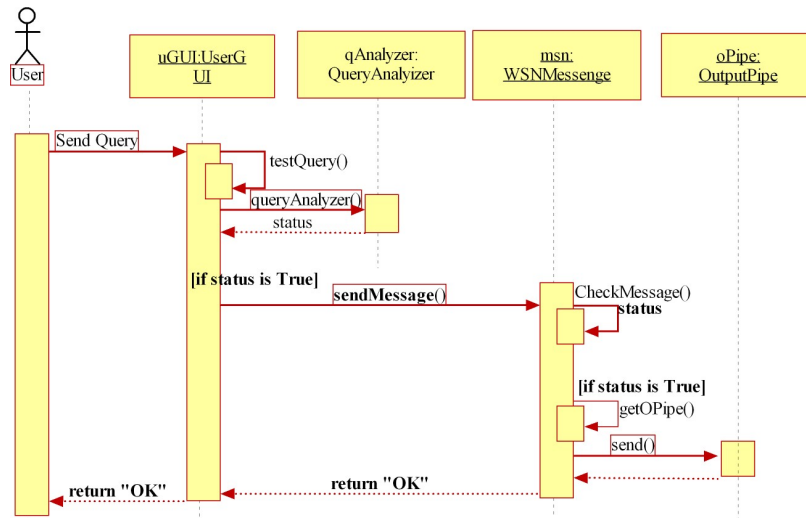 User
uGUI:UserG
UI
qAnalyzer:
QueryAnalyizer
msn:
WSNMessenge
oPipe:
OutputPipe
Send Query
testQuery()
queryAnalyzer()
status
[if status is True]
sendMessage()
CheckMessage()
status
[if status is True]
getOPipe()
send()
return "OK"
return "OK"